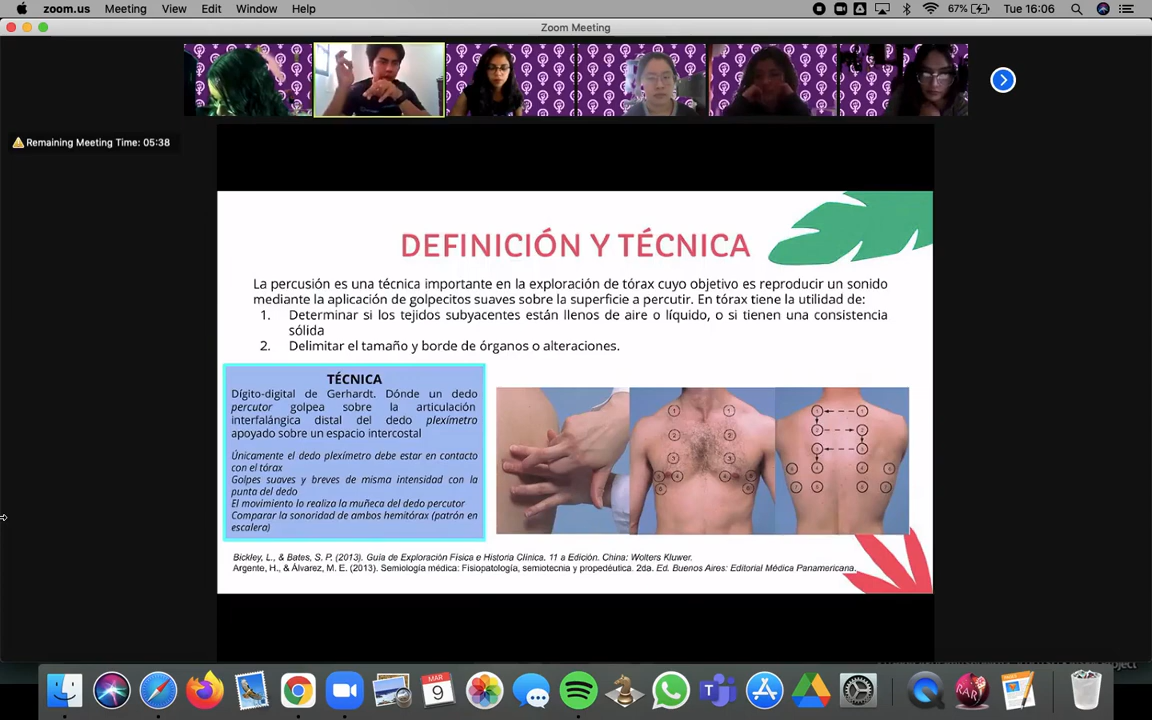 zoom.us Meeting View Edit Window Help 67% Tue 16:06
Zoom Meeting
Remaining Meeting Time: 05:38
DEFINICIÓN Y TÉCNICA
La percusión es una técnica importante en la exploración de tórax cuyo objetivo es reproducir un sonido
mediante la aplicación de golpecitos suaves sobre la superficie a percutir. En tórax tiene la utilidad de:
1. Determinar si los tejidos subyacentes están llenos de aire o líquido, o si tienen una consistencia
sólida
2. Delimitar el tamaño y borde de órganos o alteraciones.
TÉCNICA
Dígito-digital de Gerhardt. Dónde un dedo
percutor golpea sobre la articulación
interfalángica distal del dedo plexímetro
apoyado sobre un espacio intercostal
Únicamente el dedo plexímetro debe estar en contacto
con el tórax
Golpes suaves y breves de misma intensidad con la
punta del dedo
El movimiento lo realiza la muñeca del dedo percutor
Comparar la sonoridad de ambos hemitórax (patrón en
escalera)
Bickley, L., & Bates, S. P. (2013). Guía de Exploración Física e Historia Clínica. 11 a Edición. China: Wolters Kluwer.
Argente, H., & Álvarez, M. E. (2013). Semiología médica: Fisiopatología, semiotecnia y propedéutica. 2da. Ed. Buenos Aires: Editorial Médica Panamericana.
MAR
9
RAR